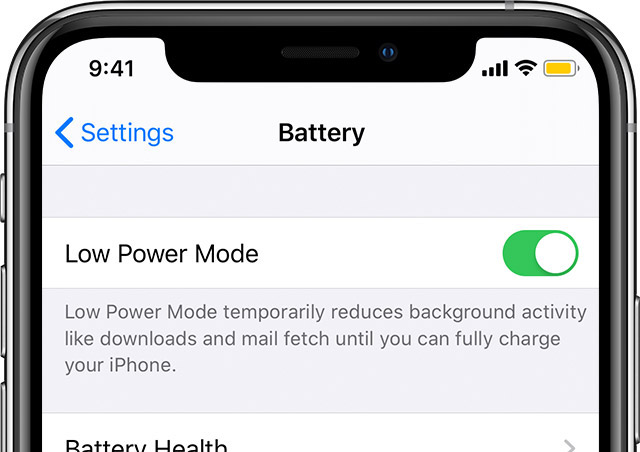 9:41
Settings
Battery
Low Power Mode
Low Power Mode temporarily reduces background activity
like downloads and mail fetch until you can fully charge
your iPhone.
Battery Health